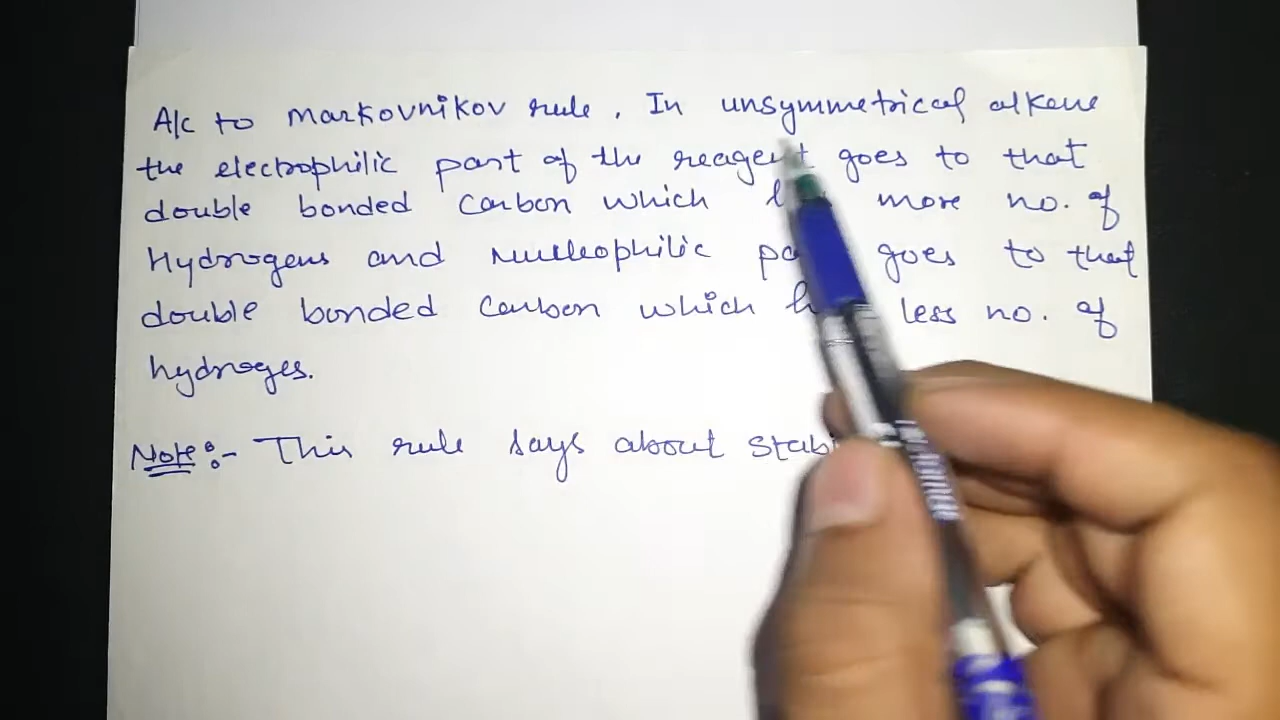 A/c to Markovnikov rule. In unsymmetrical alkene
the electrophilic part of the reagent goes to that
double bonded carbon which more no. of
Hydrogens and nucleophilic goes to that
double bonded carbon which less no. of
hydroges.
Note:- This rule says about